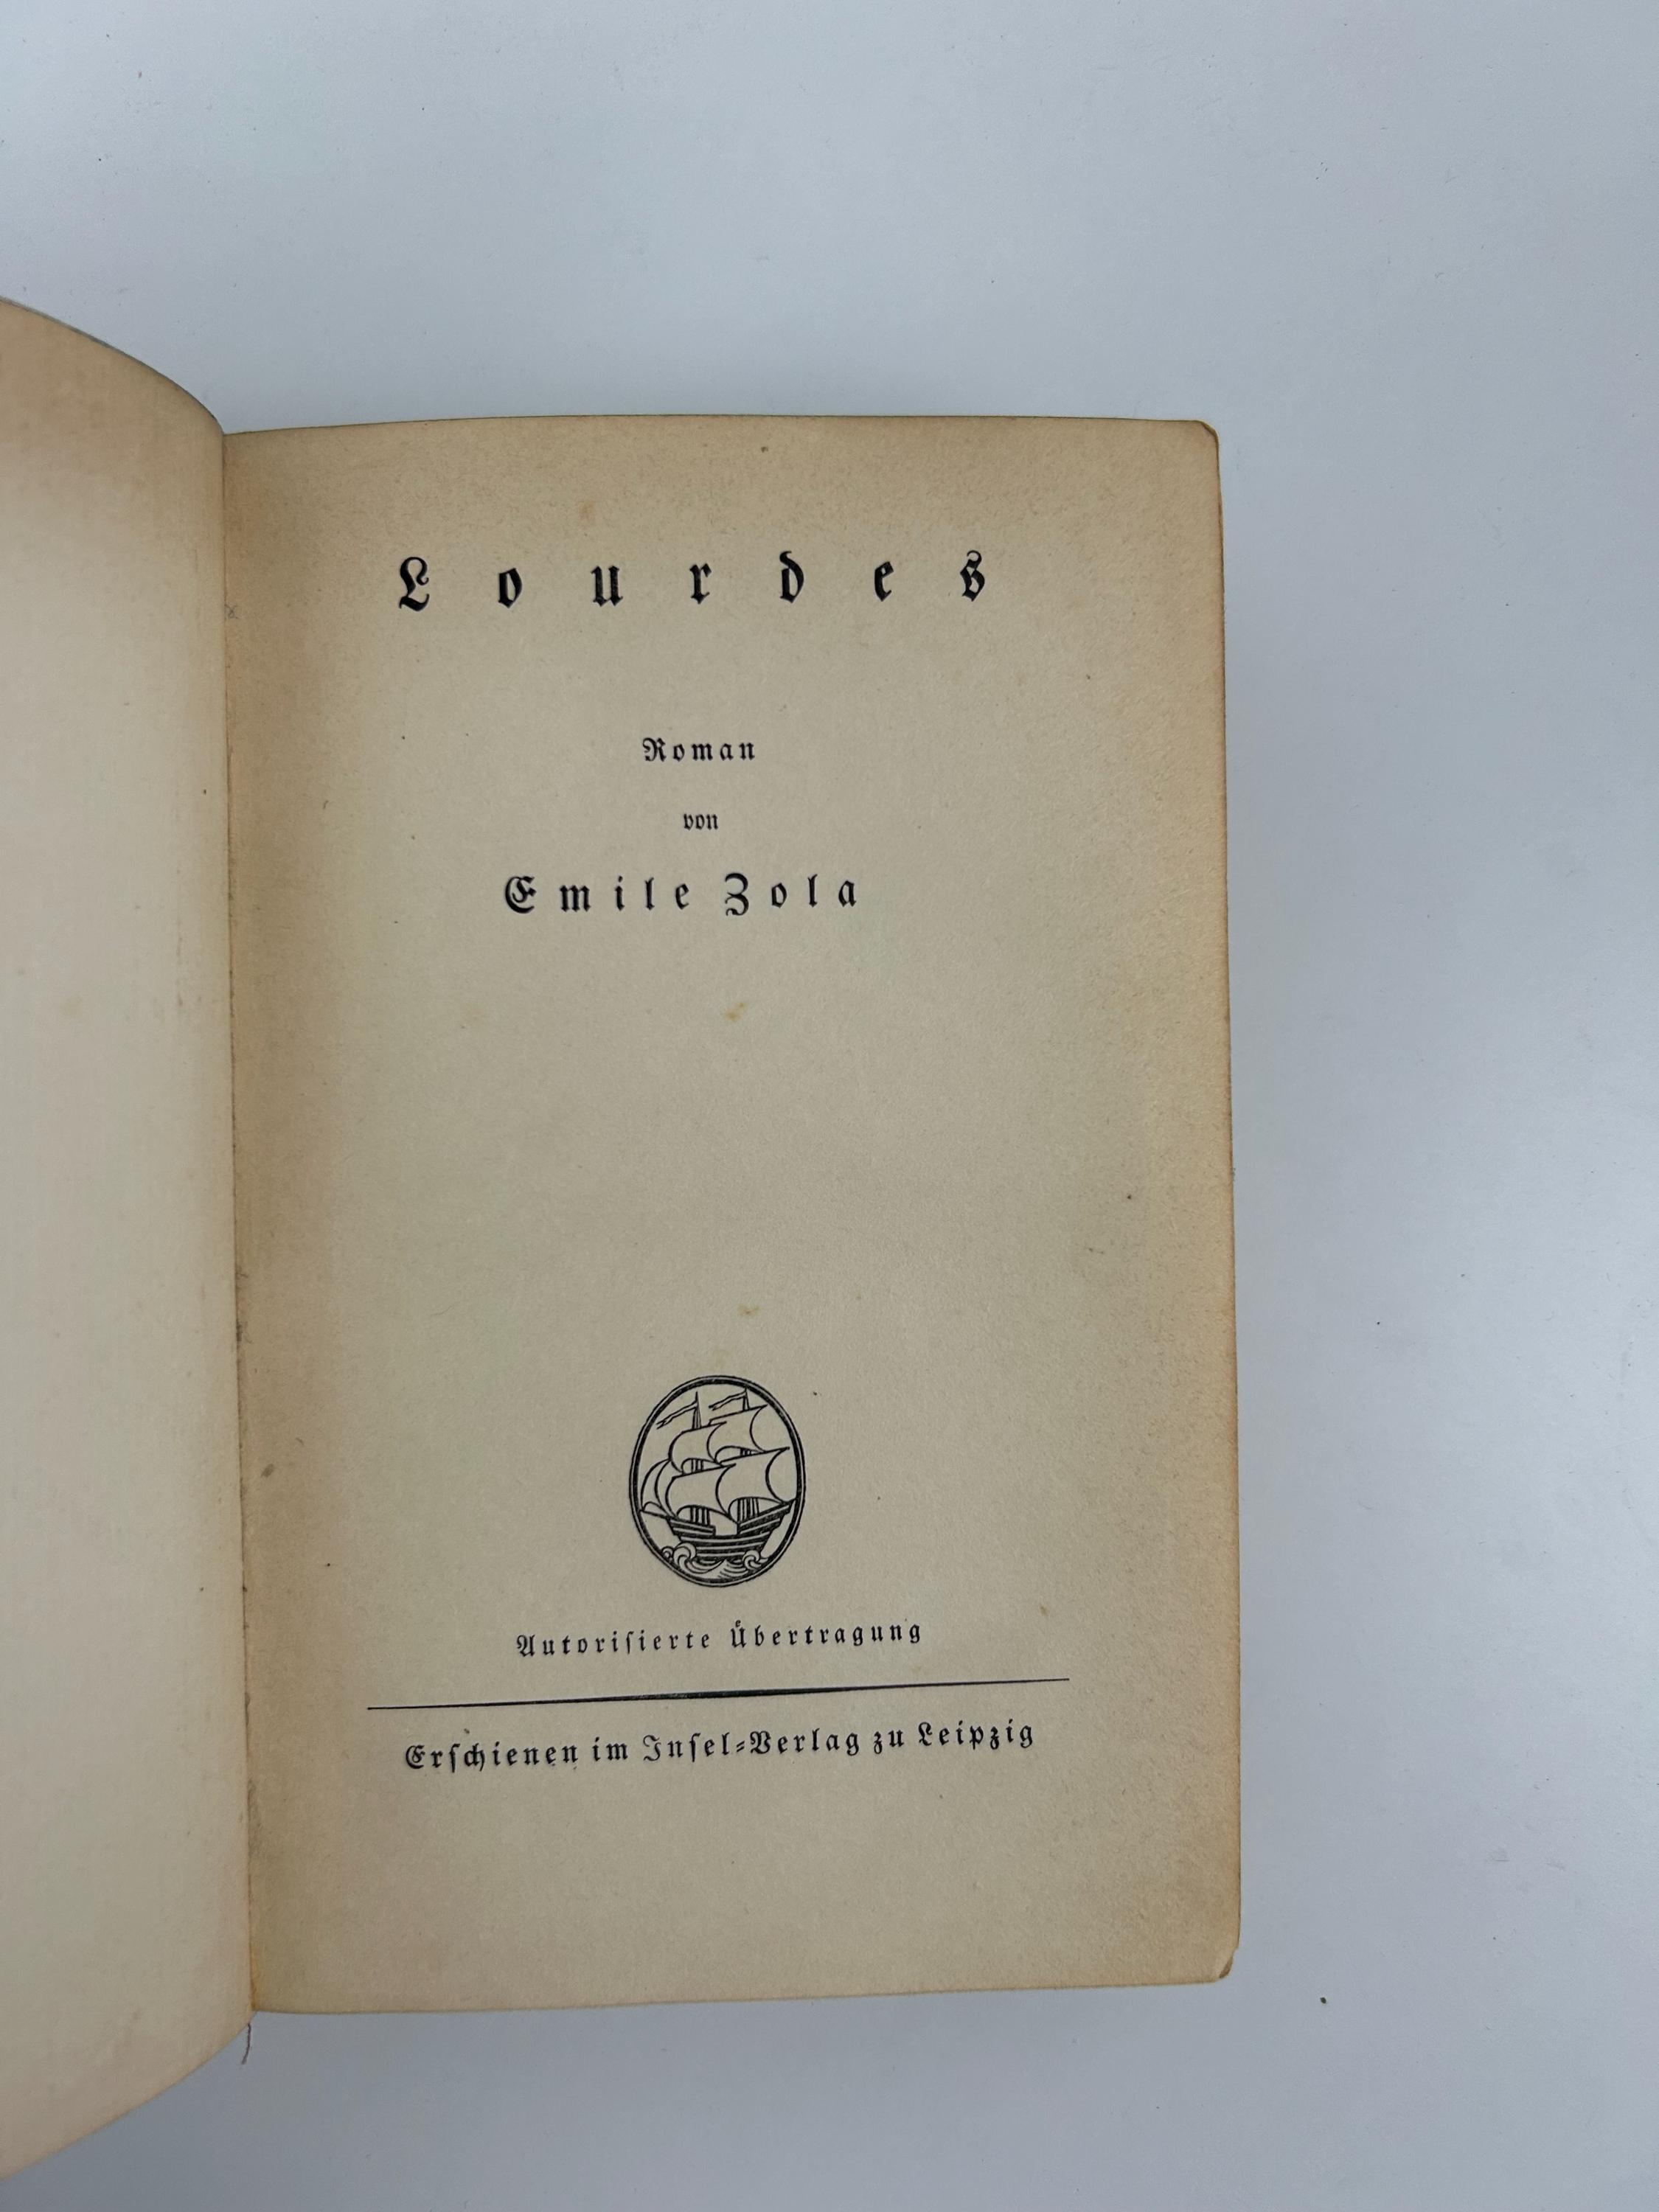 Lourdes
Roman
von
Emile Zola
Autoriſierte Übertragung
Erſchienen im Inſel-Verlag zu Leipzig